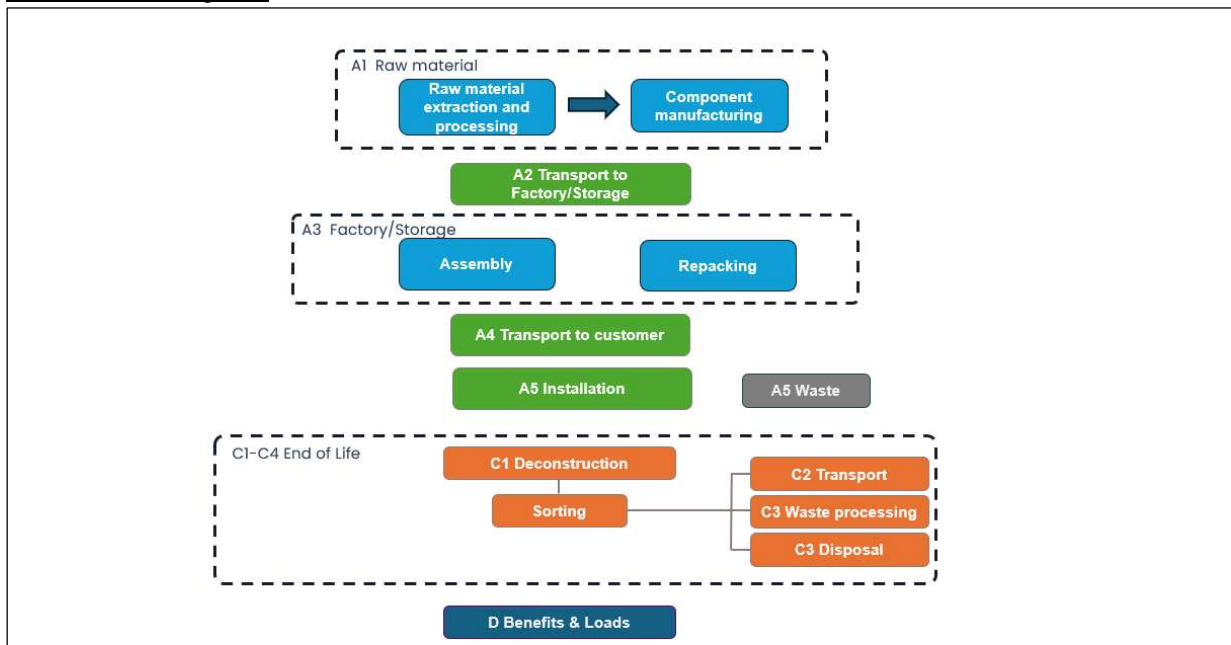 A1 Raw material
Raw material
extraction and
processing
Component
manufacturing
A2 Transport to
Factory/Storage
A3 Factory/Storage
Assembly
Repacking
A4 Transport to customer
A5 Installation
A5 Waste
C1-C4 End of Life
C1 Deconstruction
C2 Transport
Sorting
C3 Waste processing
C3 Disposal
D Benefits & Loads